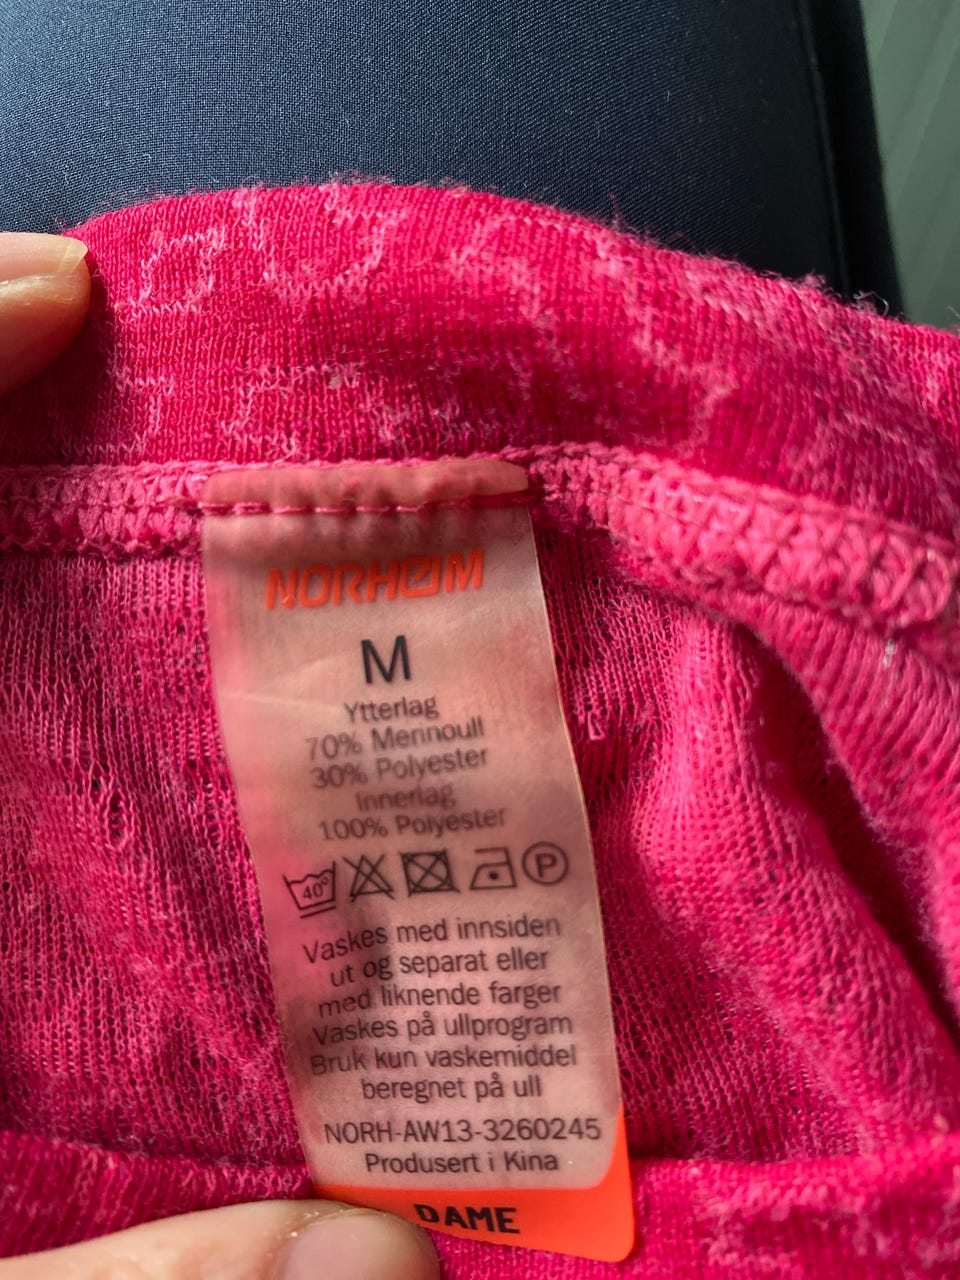 NORHEIM
M
Ytterlag
70% Merinoull
30% Polyester
Innerlag
100% Polyester
40° P
Vaskes med innsiden
ut og separat eller
med liknende farger
Vaskes på ullprogram
Bruk kun vaskemiddel
beregnet på ull
NORH-AW13-3260245
Produsert i Kina
DAME